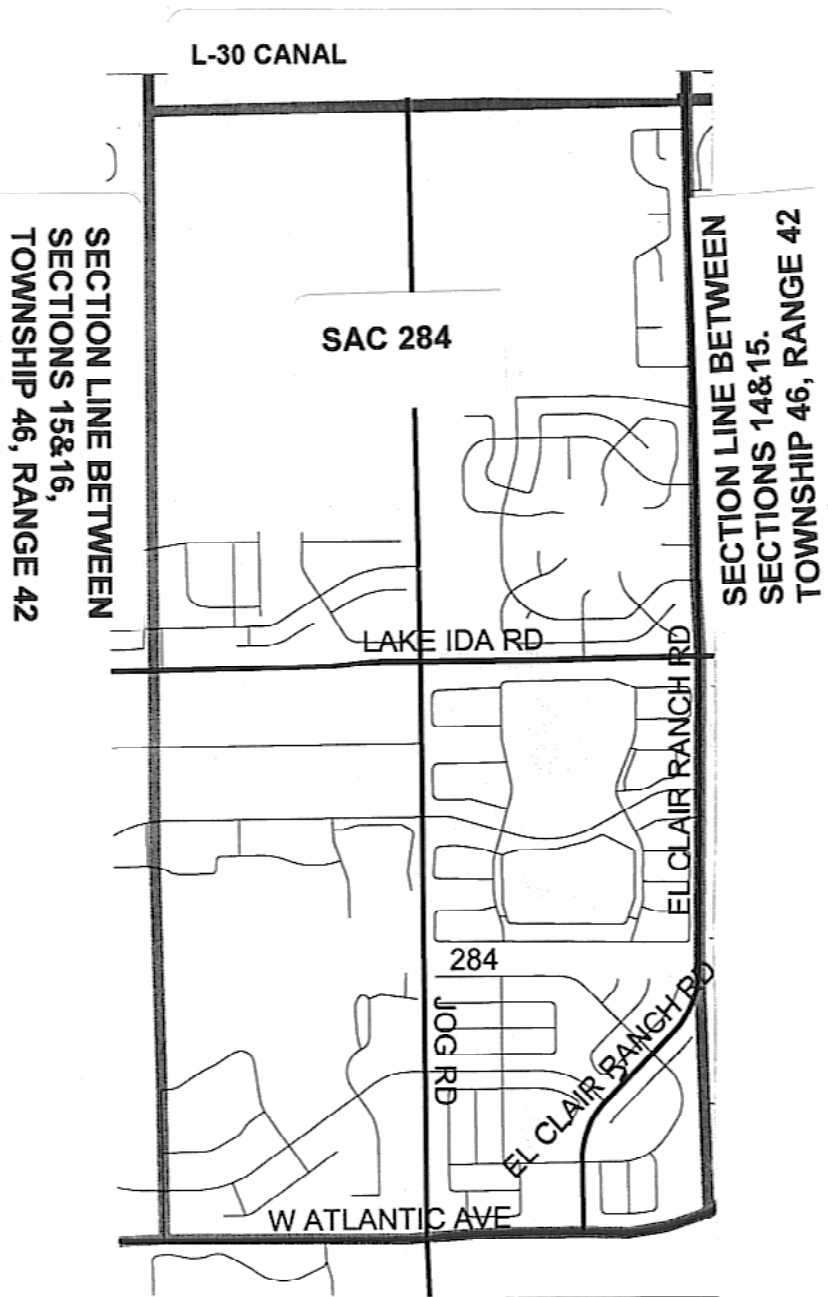 L-30 CANAL
SECTION LINE BETWEEN
SECTIONS 15&16,
TOWNSHIP 46, RANGE 42
SAC 284
SECTION LINE BETWEEN
SECTIONS 14&15.
TOWNSHIP 46, RANGE 42
LAKE IDA RD
EL CLAIR RANCH RD
284
JOG RD
EL CLAIR RANCH RD
W ATLANTIC AVE